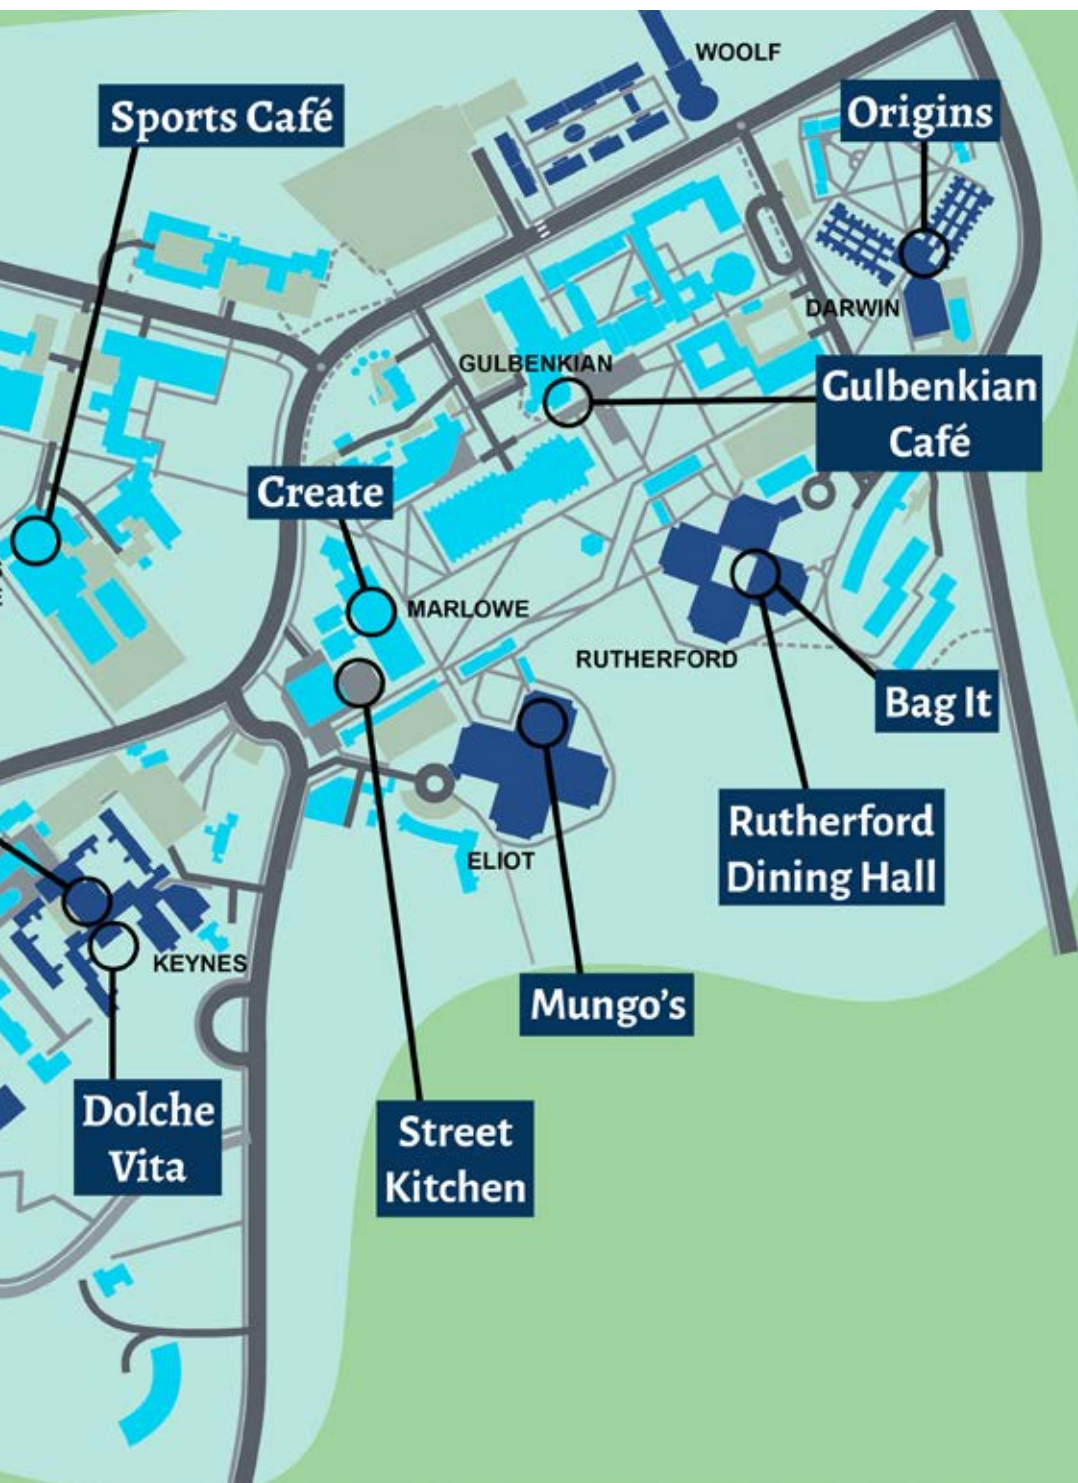 WOOLF
Sports Café
Origins
DARWIN
GULBENKIAN
Gulbenkian
Café
Create
MARLOWE
RUTHERFORD
Bag It
Rutherford
Dining Hall
ELIOT
KEYNES
Mungo's
Dolche
Vita
Street
Kitchen